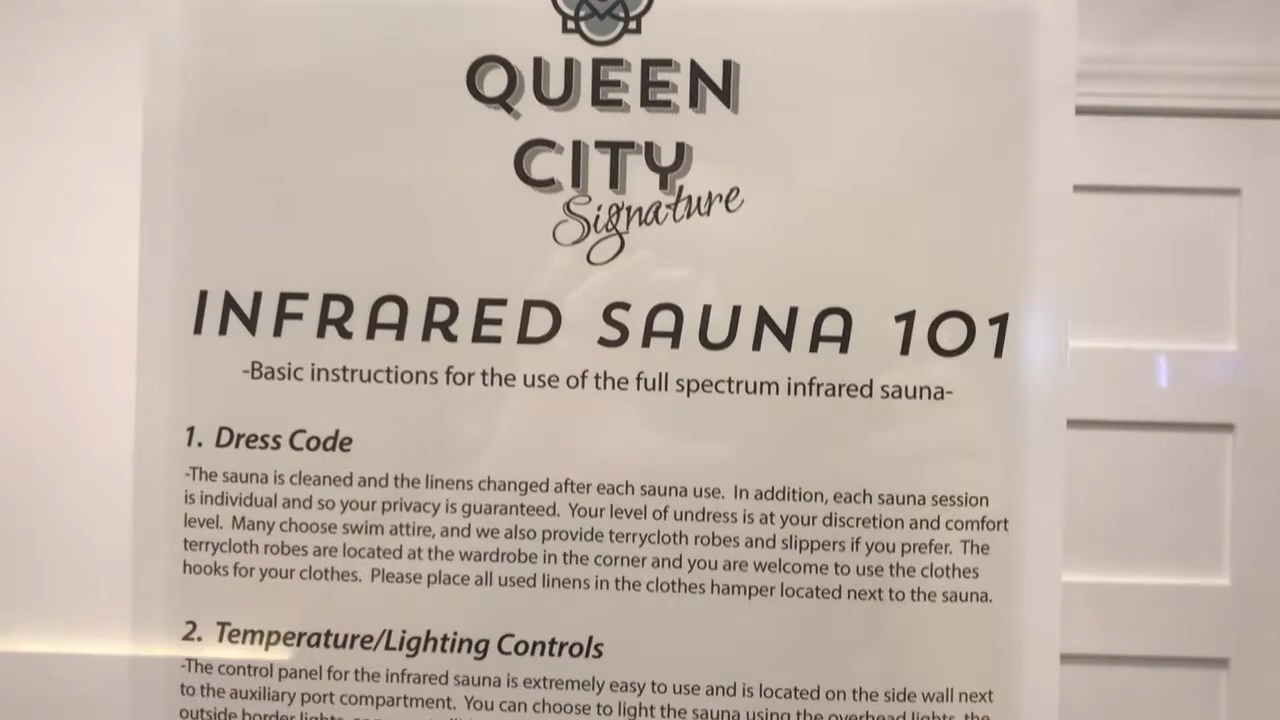 QUEEN
CITY
Signature
INFRARED SAUNA 101
-Basic instructions for the use of the full spectrum infrared sauna-
1. Dress Code
-The sauna is cleaned and the linens changed after each sauna use. In addition, each sauna session
is individual and so your privacy is guaranteed. Your level of undress is at your discretion and comfort
level. Many choose swim attire, and we also provide terrycloth robes and slippers if you prefer. The
terrycloth robes are located at the wardrobe in the corner and you are welcome to use the clothes
hooks for your clothes. Please place all used linens in the clothes hamper located next to the sauna.
2. Temperature/Lighting Controls
-The control panel for the infrared sauna is extremely easy to use and is located on the side wall next
to the auxiliary port compartment. You can choose to light the sauna using the overhead lights, the
outside border lights